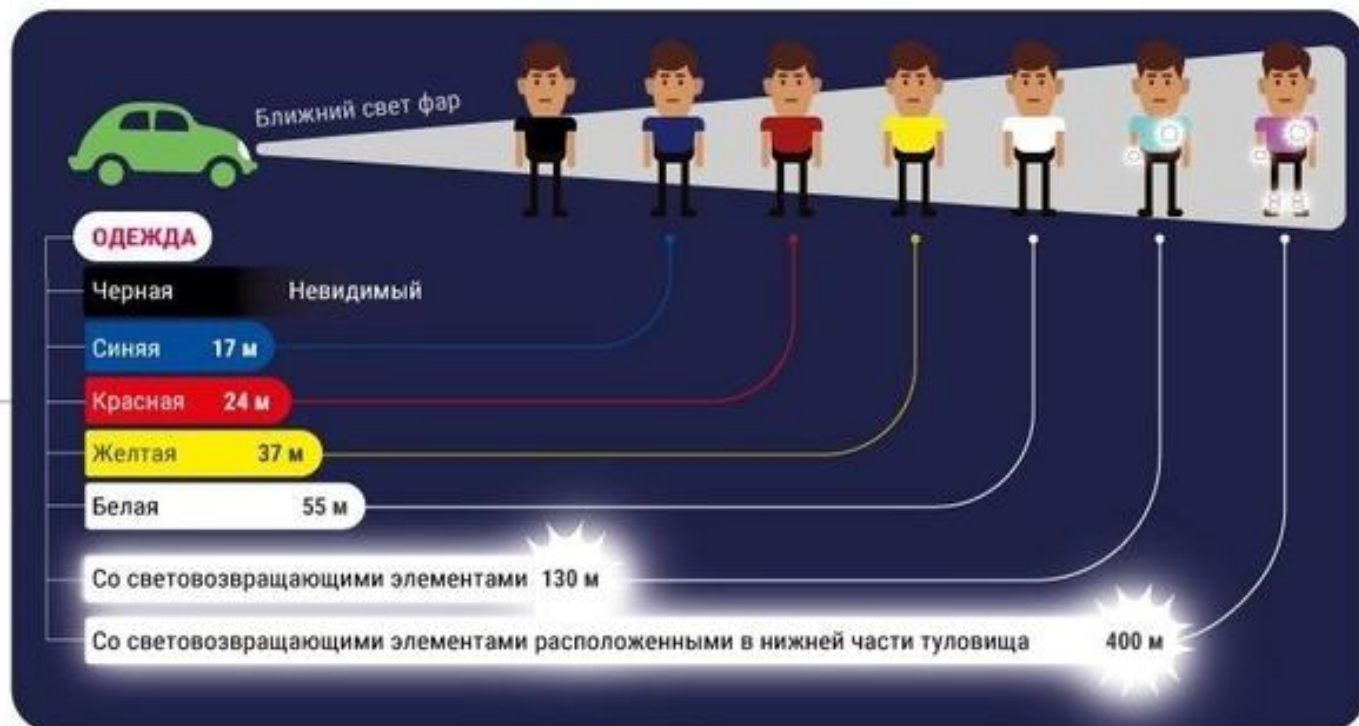 Ближний свет фар
ОДЕЖДА
Черная Невидимый
Синяя 17 м
Красная 24 м
Желтая 37 м
Белая 55 м
Со световозвращающими элементами 130 м
Со световозвращающими элементами расположенными в нижней части туловища 400 м